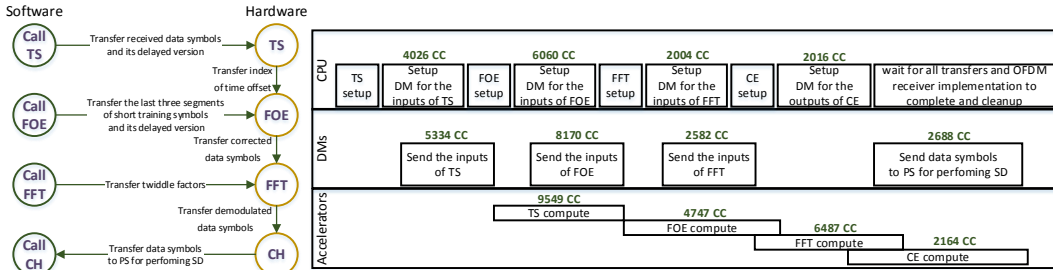 Software
Hardware
Call
TS
Transfer received data symbols
and its delayed version
TS
Transfer index
of time offset
Call
FOE
Transfer the last three segments
of short training symbols
and its delayed version
FOE
Transfer corrected
data symbols
Call
FFT
Transfer twiddle factors
FFT
Transfer demodulated
data symbols
Call
CH
Transfer data symbols
to PS for perfoming SD
CH
CPU
TS
setup
4026 CC
Setup
DM for the
inputs of TS
FOE
setup
6060 CC
Setup
DM for the
inputs of FOE
FFT
setup
2004 CC
Setup
DM for the
inputs of FFT
CE
setup
2016 CC
Setup
DM for the
outputs of CE
wait for all transfers and OFDM
receiver implementation to
complete and cleanup
DMs
5334 CC
Send the inputs
of TS
8170 CC
Send the inputs
of FOE
2582 CC
Send the inputs
of FFT
2688 CC
Send data symbols
to PS for perfoming SD
Accelerators
9549 CC
TS compute
4747 CC
FOE compute
6487 CC
FFT compute
2164 CC
CE compute